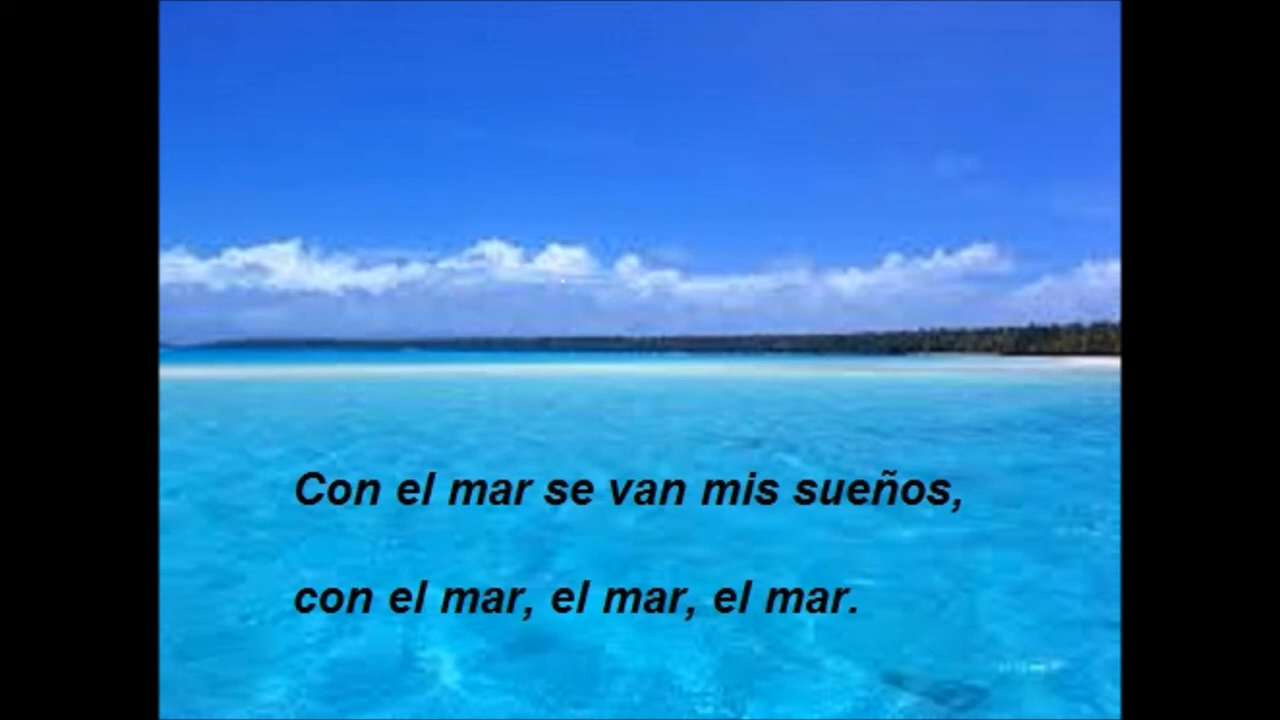 Con el mar se van mis sueños,
con el mar, el mar, el mar.